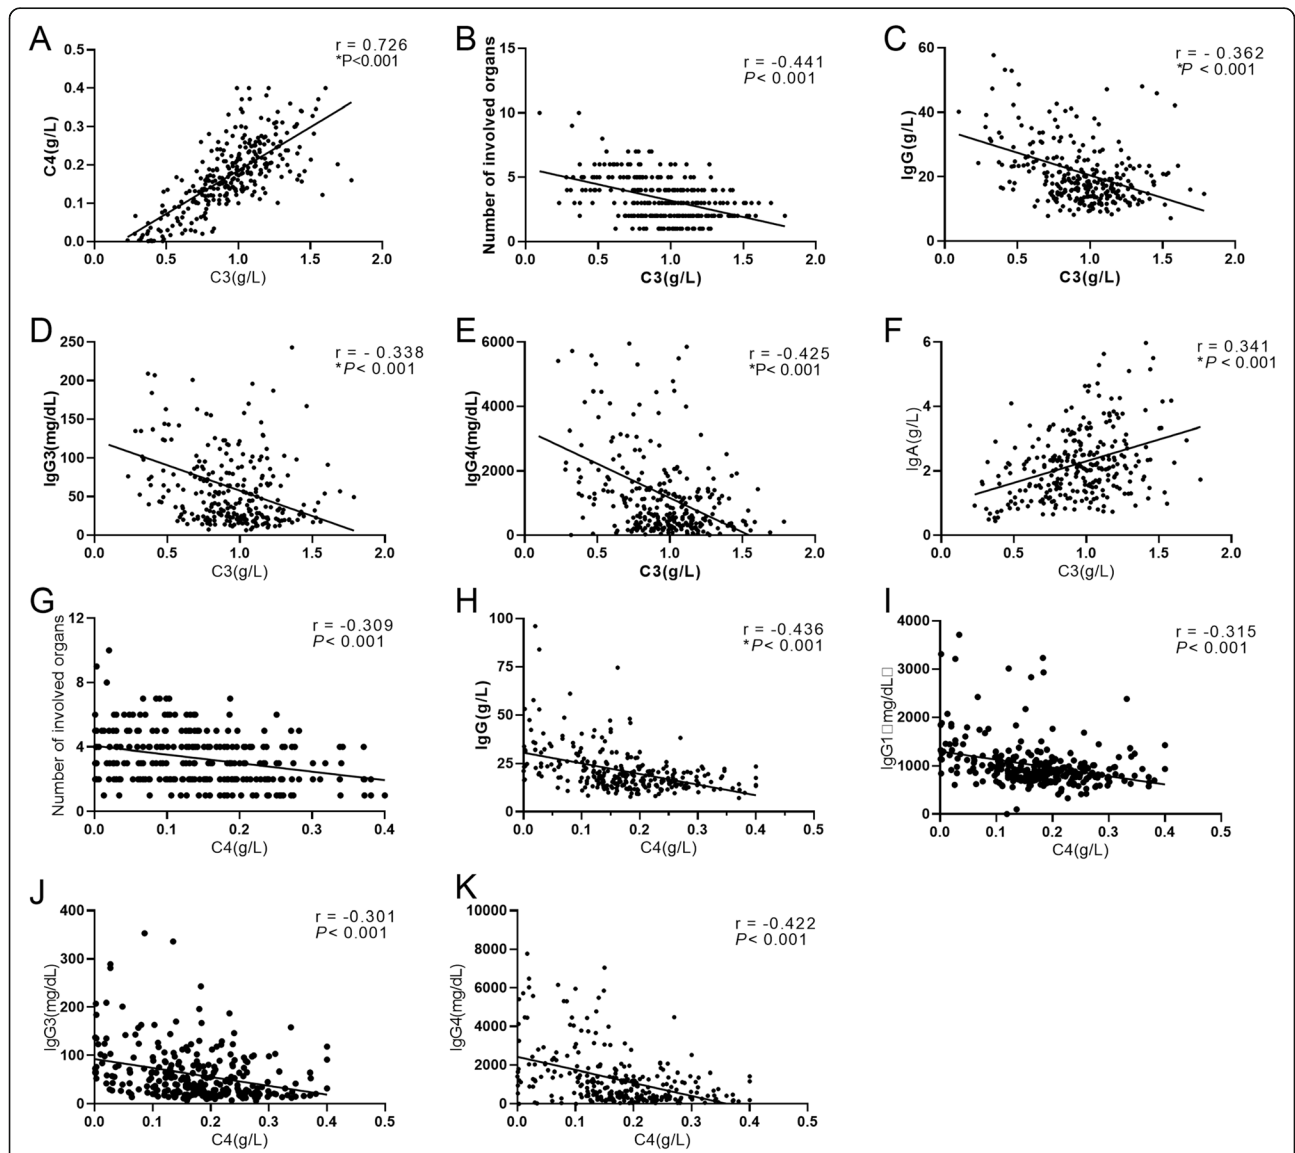 A
r = 0.726
*P<0.001
C4(g/L)
0.5
0.4
0.3
0.2
0.1
0.0
0.0 0.5 1.0 1.5 2.0
C3(g/L)
B
r = -0.441
P< 0.001
Number of involved organs
15
10
5
0
0.0 0.5 1.0 1.5 2.0
C3(g/L)
C
r = - 0.362
*P < 0.001
IgG(g/L)
60
40
20
0
0.0 0.5 1.0 1.5 2.0
C3(g/L)
D
r = - 0.338
*P< 0.001
IgG3(mg/dL)
250
200
150
100
50
0
0.0 0.5 1.0 1.5 2.0
C3(g/L)
E
r = -0.425
*P< 0.001
IgG4(mg/dL)
6000
4000
2000
0
0.0 0.5 1.0 1.5 2.0
C3(g/L)
F
r = 0.341
*P< 0.001
IgA(g/L)
6
4
2
0
0.0 0.5 1.0 1.5 2.0
C3(g/L)
G
r = -0.309
P< 0.001
Number of involved organs
12
8
4
0
0.0 0.1 0.2 0.3 0.4
C4(g/L)
H
r = -0.436
*P< 0.001
IgG(g/L)
100
75
50
25
0
0.0 0.1 0.2 0.3 0.4 0.5
C4(g/L)
I
r = -0.315
P< 0.001
IgG1□mg/dL□
4000
3000
2000
1000
0
0.0 0.1 0.2 0.3 0.4 0.5
C4(g/L)
J
r = -0.301
P< 0.001
IgG3(mg/dL)
400
300
200
100
0
0.0 0.1 0.2 0.3 0.4 0.5
C4(g/L)
K
r = -0.422
P< 0.001
IgG4(mg/dL)
10000
8000
6000
4000
2000
0
0.0 0.1 0.2 0.3 0.4 0.5
C4(g/L)